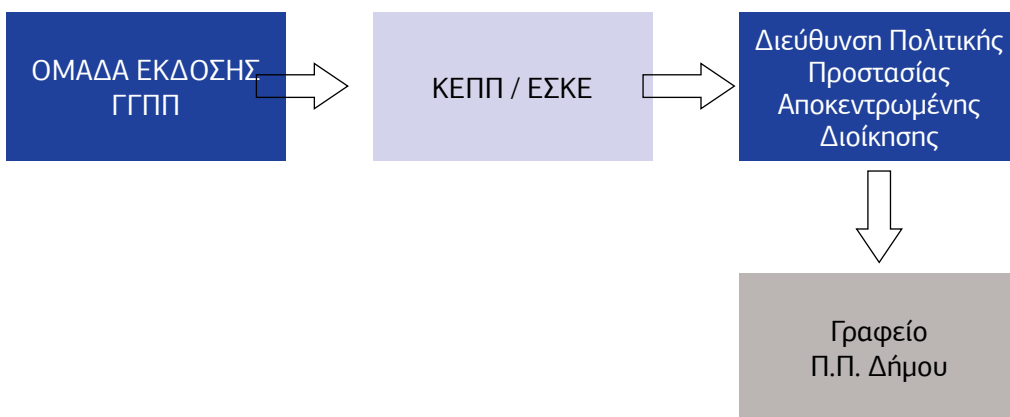 ΟΜΑΔΑ ΕΚΔΟΣΗΣ
ΓΓΠΠ
ΚΕΠΠ / ΕΣΚΕ
Διεύθυνση Πολιτικής
Προστασίας
Αποκεντρωμένης
Διοίκησης
Γραφείο
Π.Π. Δήμου